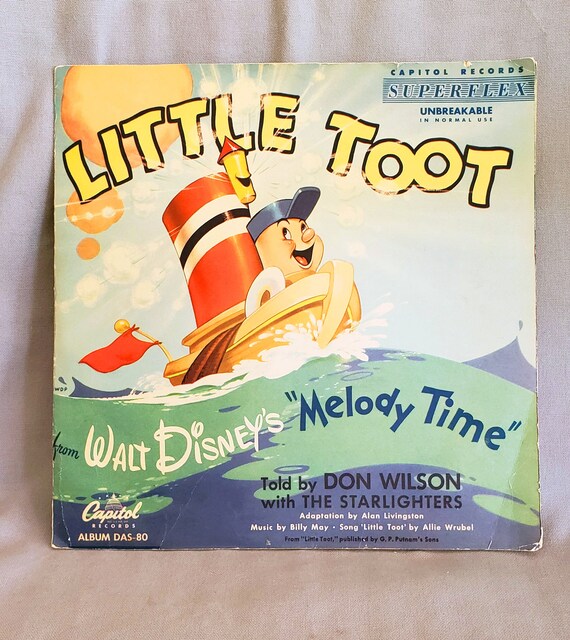 CAPITOL RECORDS
SUPERFLEX
UNBREAKABLE
IN NORMAL USE
LITTLE TOOT
WDP
from WALT DISNEY'S "Melody Time"
Told by DON WILSON
with THE STARLIGHTERS
Adaptation by Alan Livingston
Music by Billy May - Song 'Little Toot' by Allie Wrubel
From "Little Toot," published by G. P. Putnam's Sons
Capitol
RECORDS
ALBUM DAS-80